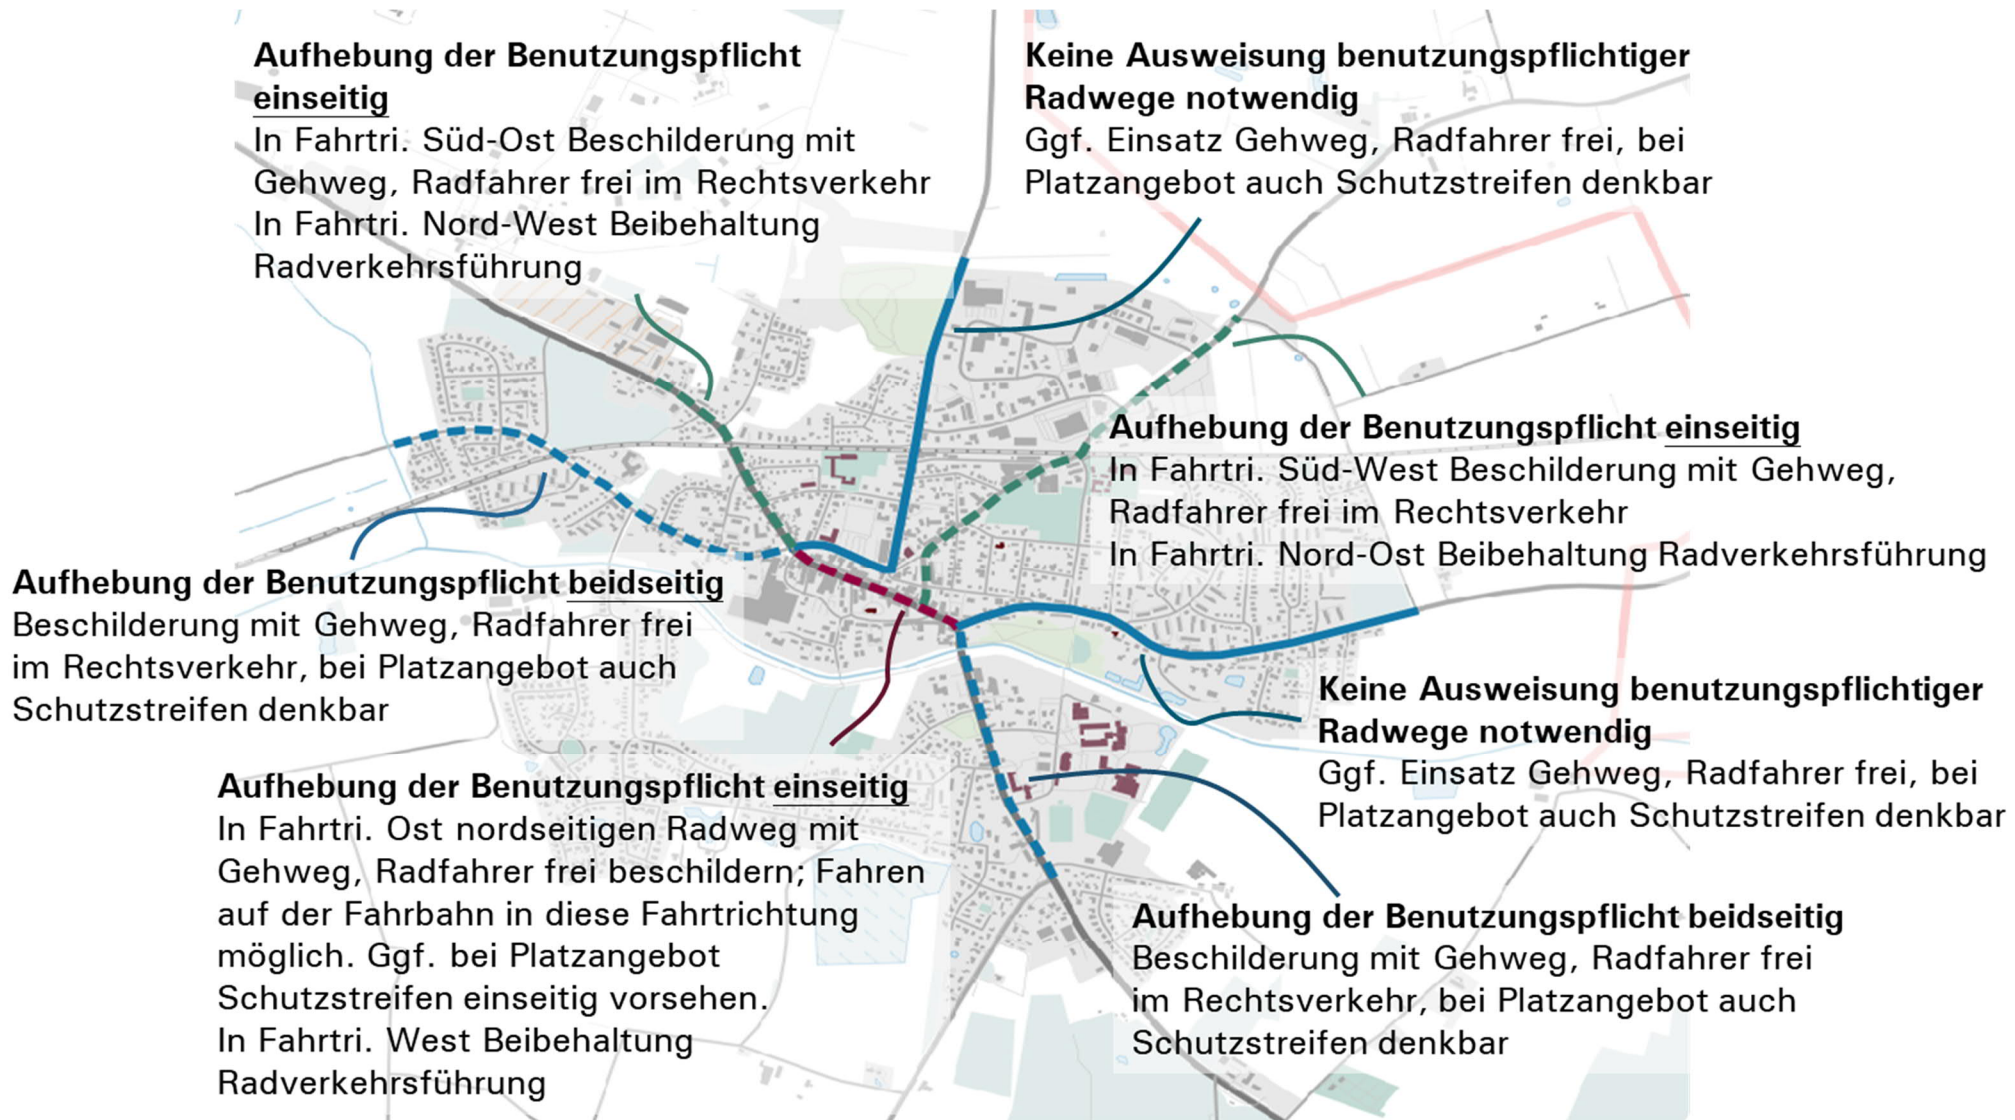 Aufhebung der Benutzungspflicht
einseitig
In Fahrtri. Süd-Ost Beschilderung mit
Gehweg, Radfahrer frei im Rechtsverkehr
In Fahrtri. Nord-West Beibehaltung
Radverkehrsführung
Keine Ausweisung benutzungspflichtiger
Radwege notwendig
Ggf. Einsatz Gehweg, Radfahrer frei, bei
Platzangebot auch Schutzstreifen denkbar
Aufhebung der Benutzungspflicht einseitig
In Fahrtri. Süd-West Beschilderung mit Gehweg,
Radfahrer frei im Rechtsverkehr
In Fahrtri. Nord-Ost Beibehaltung Radverkehrsführung
Aufhebung der Benutzungspflicht beidseitig
Beschilderung mit Gehweg, Radfahrer frei
im Rechtsverkehr, bei Platzangebot auch
Schutzstreifen denkbar
Keine Ausweisung benutzungspflichtiger
Radwege notwendig
Ggf. Einsatz Gehweg, Radfahrer frei, bei
Platzangebot auch Schutzstreifen denkbar
Aufhebung der Benutzungspflicht einseitig
In Fahrtri. Ost nordseitigen Radweg mit
Gehweg, Radfahrer frei beschildern; Fahren
auf der Fahrbahn in diese Fahrtrichtung
möglich. Ggf. bei Platzangebot
Schutzstreifen einseitig vorsehen.
In Fahrtri. West Beibehaltung
Radverkehrsführung
Aufhebung der Benutzungspflicht beidseitig
Beschilderung mit Gehweg, Radfahrer frei
im Rechtsverkehr, bei Platzangebot auch
Schutzstreifen denkbar